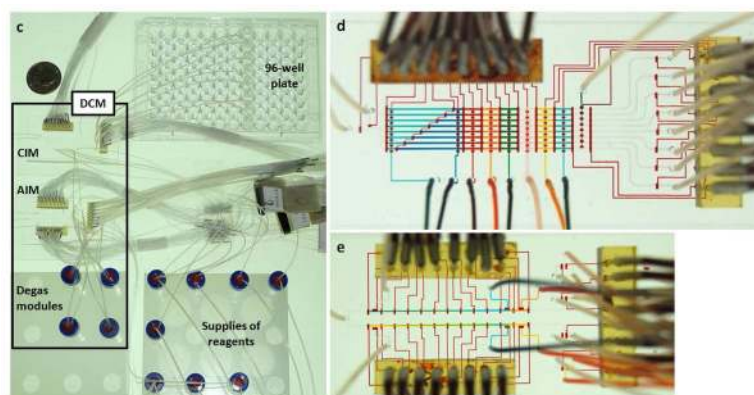 c
96-well
plate
DCM
CIM
AIM
Degas
modules
Supplies of
reagents
d
e